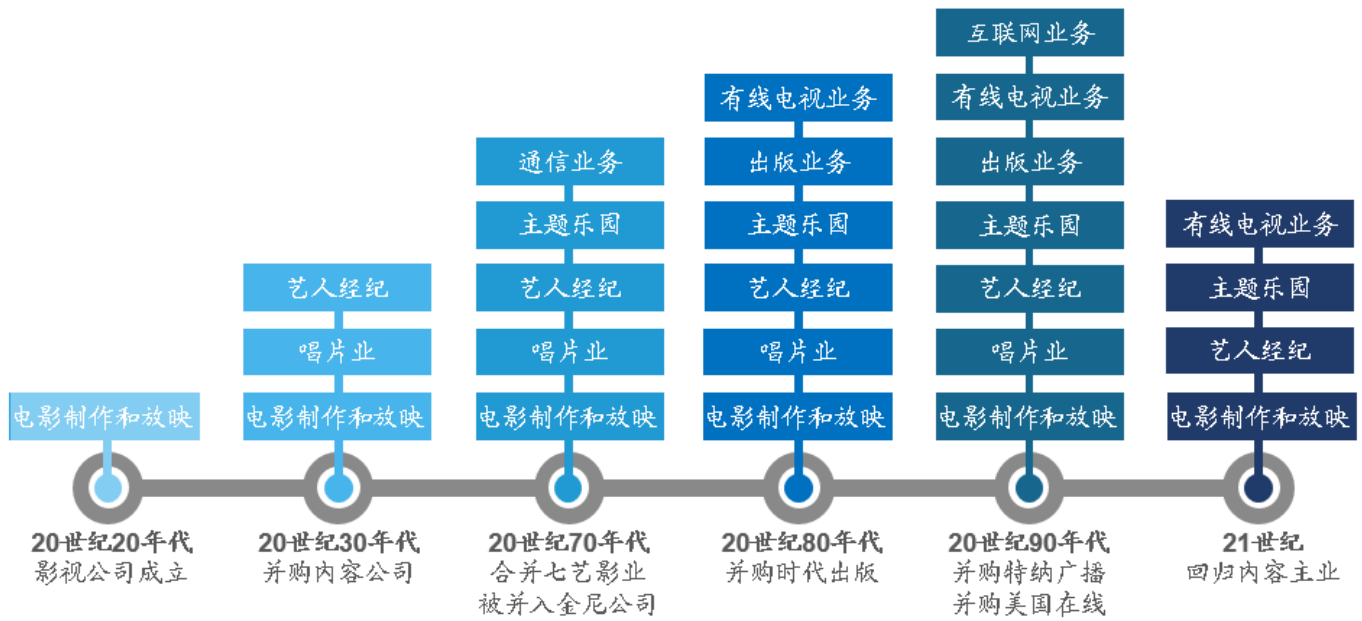 电影制作和放映
20世纪20年代
影视公司成立
艺人经纪
唱片业
电影制作和放映
20世纪30年代
并购内容公司
通信业务
主题乐园
艺人经纪
唱片业
电影制作和放映
20世纪70年代
合并七艺影业
被并入金尼公司
有线电视业务
出版业务
主题乐园
艺人经纪
唱片业
电影制作和放映
20世纪80年代
并购时代出版
互联网业务
有线电视业务
出版业务
主题乐园
艺人经纪
唱片业
电影制作和放映
20世纪90年代
并购特纳广播
并购美国在线
有线电视业务
主题乐园
艺人经纪
电影制作和放映
21世纪
回归内容主业